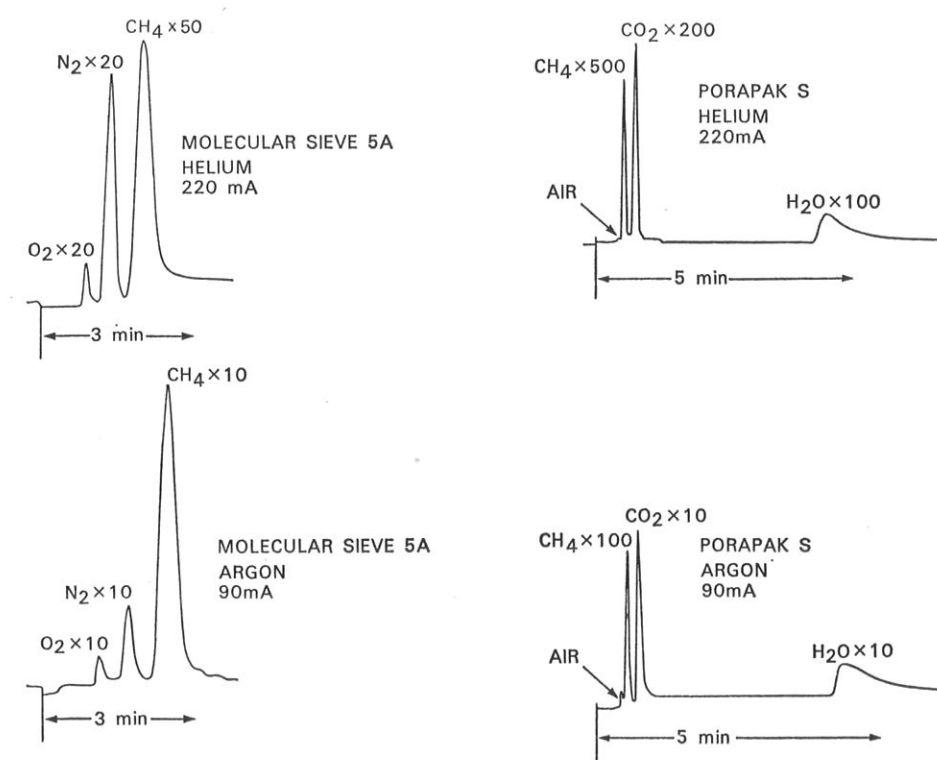 CH4×50
N2×20
O2×20
MOLECULAR SIEVE 5A
HELIUM
220 mA
3 min
CO2×200
CH4×500
PORAPAK S
HELIUM
220mA
AIR
H2O×100
5 min
CH4×10
N2×10
O2×10
MOLECULAR SIEVE 5A
ARGON
90mA
3 min
CO2×10
CH4×100
PORAPAK S
ARGON
90mA
AIR
H2O×10
5 min